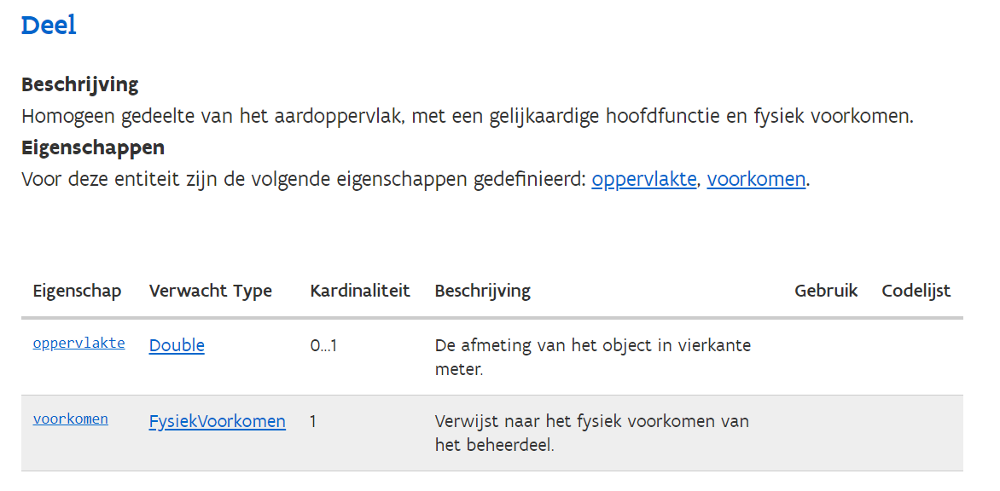 Deel
Beschrijving
Homogeen gedeelte van het aardoppervlak, met een gelijkaardige hoofdfunctie en fysiek voorkomen.
Eigenschappen
Voor deze entiteit zijn de volgende eigenschappen gedefinieerd: oppervlakte, voorkomen.
Eigenschap Verwacht Type Kardinaliteit Beschrijving Gebruik Codelijst
oppervlakte Double 0...1 De afmeting van het object in vierkante
meter.
voorkomen FysiekVoorkomen 1 Verwijst naar het fysiek voorkomen van
het beheerdeel.